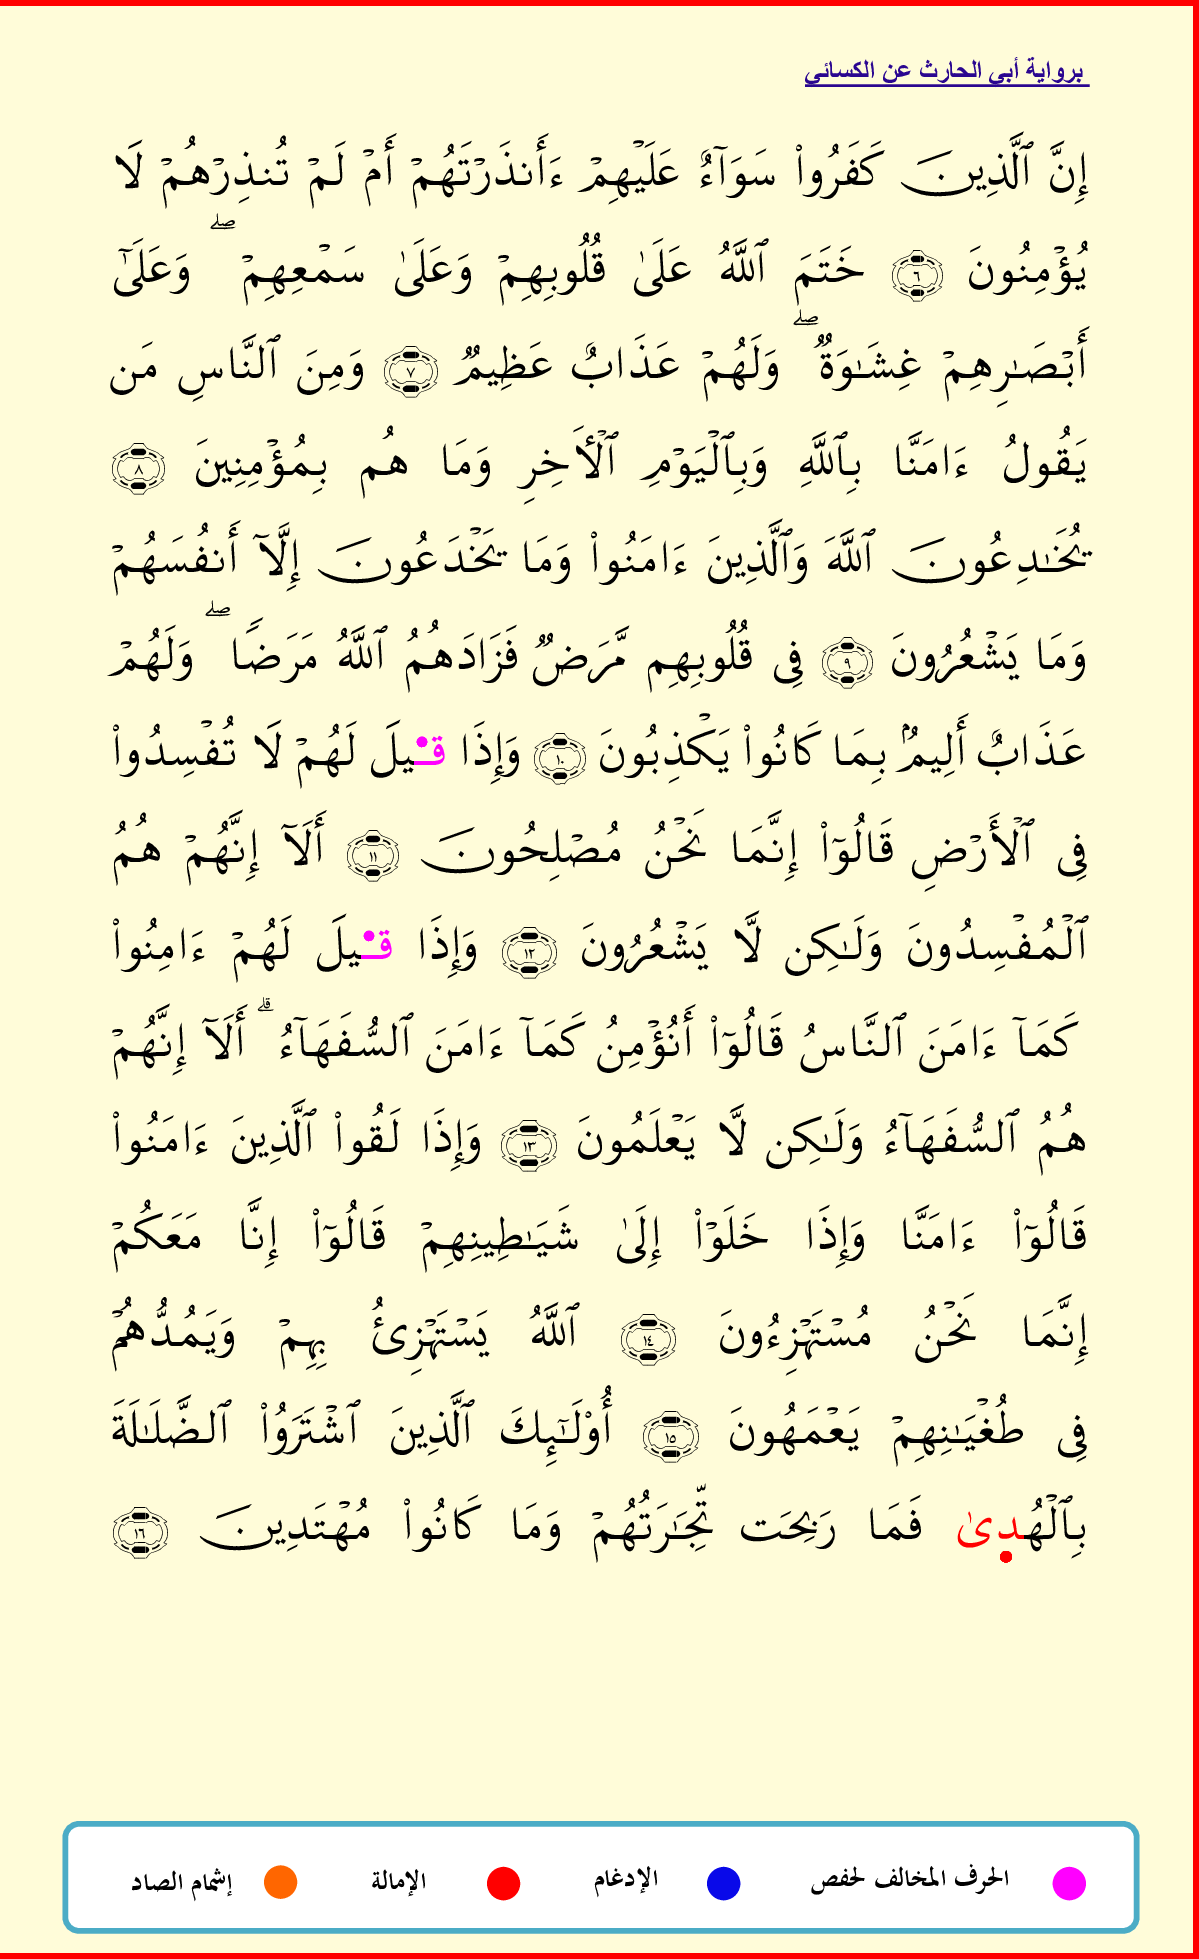 برواية أبي الحارث عن الكسائي
إِنَّ ٱلَّذِينَ كَفَرُوا۟ سَوَآءٌ عَلَيْهِمْ ءَأَنذَرْتَهُمْ أَمْ لَمْ تُنذِرْهُمْ لَا
يُؤْمِنُونَ ٦ خَتَمَ ٱللَّهُ عَلَىٰ قُلُوبِهِمْ وَعَلَىٰ سَمْعِهِمْ ۖ وَعَلَىٰٓ
أَبْصَـٰرِهِمْ غِشَـٰوَةٌ ۖ وَلَهُمْ عَذَابٌ عَظِيمٌ ٧ وَمِنَ ٱلنَّاسِ مَن
يَقُولُ ءَامَنَّا بِٱللَّهِ وَبِٱلْيَوْمِ ٱلْأَخِرِ وَمَا هُم بِمُؤْمِنِينَ ٨
يُخَـٰدِعُونَ ٱللَّهَ وَٱلَّذِينَ ءَامَنُوا۟ وَمَا يَخْدَعُونَ إِلَّآ أَنفُسَهُمْ
وَمَا يَشْعُرُونَ ٩ فِى قُلُوبِهِم مَّرَضٌ فَزَادَهُمُ ٱللَّهُ مَرَضًا ۖ وَلَهُمْ
عَذَابٌ أَلِيمٌۢ بِمَا كَانُوا۟ يَكْذِبُونَ ١٠ وَإِذَا قـيلَ لَهُمْ لَا تُفْسِدُوا۟
فِى ٱلْأَرْضِ قَالُوٓا۟ إِنَّمَا نَحْنُ مُصْلِحُونَ ١١ أَلَآ إِنَّهُمْ هُمُ
ٱلْمُفْسِدُونَ وَلَـٰكِن لَّا يَشْعُرُونَ ١٢ وَإِذَا قـيلَ لَهُمْ ءَامِنُوا۟
كَمَآ ءَامَنَ ٱلنَّاسُ قَالُوٓا۟ أَنُؤْمِنُ كَمَآ ءَامَنَ ٱلسُّفَهَآءُ ۗ أَلَآ إِنَّهُمْ
هُمُ ٱلسُّفَهَآءُ وَلَـٰكِن لَّا يَعْلَمُونَ ١٣ وَإِذَا لَقُوا۟ ٱلَّذِينَ ءَامَنُوا۟
قَالُوٓا۟ ءَامَنَّا وَإِذَا خَلَوْا۟ إِلَىٰ شَيَـٰطِينِهِمْ قَالُوٓا۟ إِنَّا مَعَكُمْ
إِنَّمَا نَحْنُ مُسْتَهْزِءُونَ ١٤ ٱللَّهُ يَسْتَهْزِئُ بِهِمْ وَيَمُدُّهُمْ
فِى طُغْيَـٰنِهِمْ يَعْمَهُونَ ١٥ أُو۟لَـٰٓئِكَ ٱلَّذِينَ ٱشْتَرَوُا۟ ٱلضَّلَـٰلَةَ
بِٱلْهُدِىٰ فَمَا رَبِحَت تِّجَـٰرَتُهُمْ وَمَا كَانُوا۟ مُهْتَدِينَ ١٦
الحرف المخالف لحفص الإدغام الإمالة إشمام الصاد